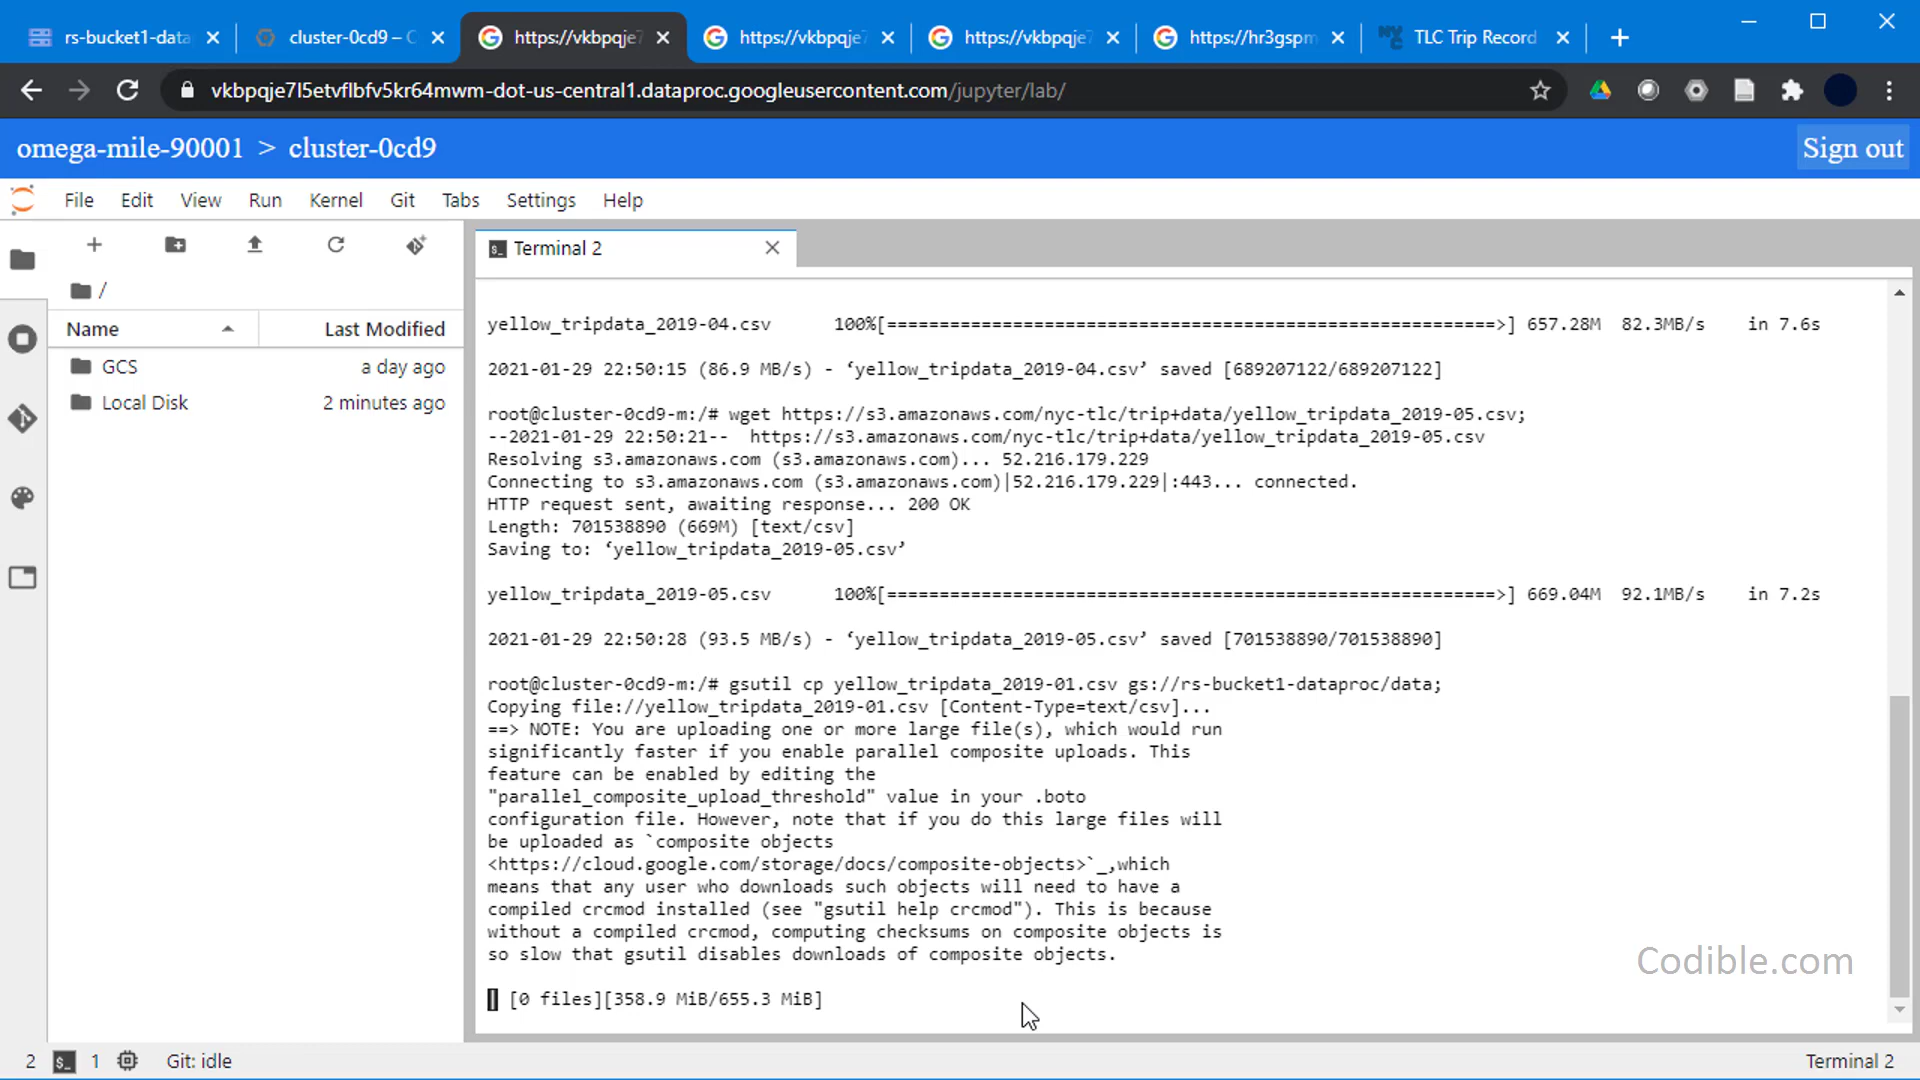 rs-bucket1-data
cluster-0cd9 – C
https://vkbpqje7
https://vkbpqje7
https://vkbpqje7
https://hr3gspm
TLC Trip Record
vkbpqje7l5etvflbfv5kr64mwm-dot-us-central1.dataproc.googleusercontent.com/jupyter/lab/
omega-mile-90001 > cluster-0cd9
Sign out
File Edit View Run Kernel Git Tabs Settings Help
Terminal 2
/
Name Last Modified
GCS a day ago
Local Disk 2 minutes ago
yellow_tripdata_2019-04.csv 100%[==========================================================>] 657.28M 82.3MB/s in 7.6s
2021-01-29 22:50:15 (86.9 MB/s) - ‘yellow_tripdata_2019-04.csv’ saved [689207122/689207122]
root@cluster-0cd9-m:/# wget https://s3.amazonaws.com/nyc-tlc/trip+data/yellow_tripdata_2019-05.csv;
--2021-01-29 22:50:21-- https://s3.amazonaws.com/nyc-tlc/trip+data/yellow_tripdata_2019-05.csv
Resolving s3.amazonaws.com (s3.amazonaws.com)... 52.216.179.229
Connecting to s3.amazonaws.com (s3.amazonaws.com)|52.216.179.229|:443... connected.
HTTP request sent, awaiting response... 200 OK
Length: 701538890 (669M) [text/csv]
Saving to: ‘yellow_tripdata_2019-05.csv’
yellow_tripdata_2019-05.csv 100%[==========================================================>] 669.04M 92.1MB/s in 7.2s
2021-01-29 22:50:28 (93.5 MB/s) - ‘yellow_tripdata_2019-05.csv’ saved [701538890/701538890]
root@cluster-0cd9-m:/# gsutil cp yellow_tripdata_2019-01.csv gs://rs-bucket1-dataproc/data;
Copying file://yellow_tripdata_2019-01.csv [Content-Type=text/csv]...
==> NOTE: You are uploading one or more large file(s), which would run
significantly faster if you enable parallel composite uploads. This
feature can be enabled by editing the
"parallel_composite_upload_threshold" value in your .boto
configuration file. However, note that if you do this large files will
be uploaded as `composite objects
<https://cloud.google.com/storage/docs/composite-objects>`_,which
means that any user who downloads such objects will need to have a
compiled crcmod installed (see "gsutil help crcmod"). This is because
without a compiled crcmod, computing checksums on composite objects is
so slow that gsutil disables downloads of composite objects.
[0 files][358.9 MiB/655.3 MiB]
Codible.com
2 $_ 1 Git: idle
Terminal 2